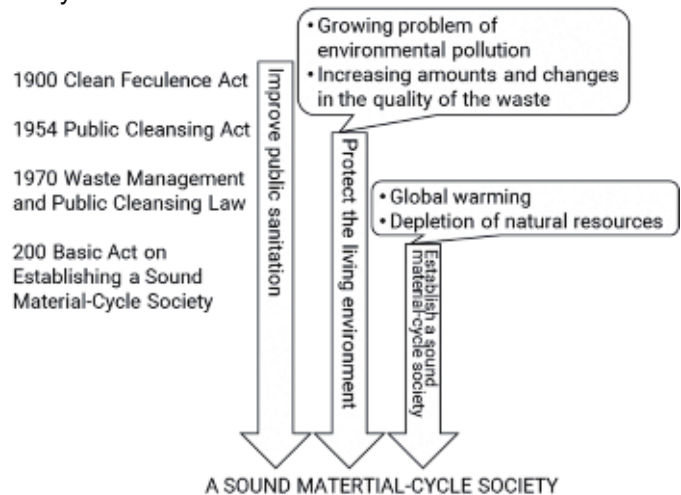 • Growing problem of
environmental pollution
• Increasing amounts and changes
in the quality of the waste
1900 Clean Feculence Act
1954 Public Cleansing Act
1970 Waste Management
and Public Cleansing Law
200 Basic Act on
Establishing a Sound
Material-Cycle Society
Improve public sanitation
Protect the living environment
• Global warming
• Depletion of natural resources
Establish a sound
material-cycle society
A SOUND MATERTIAL-CYCLE SOCIETY